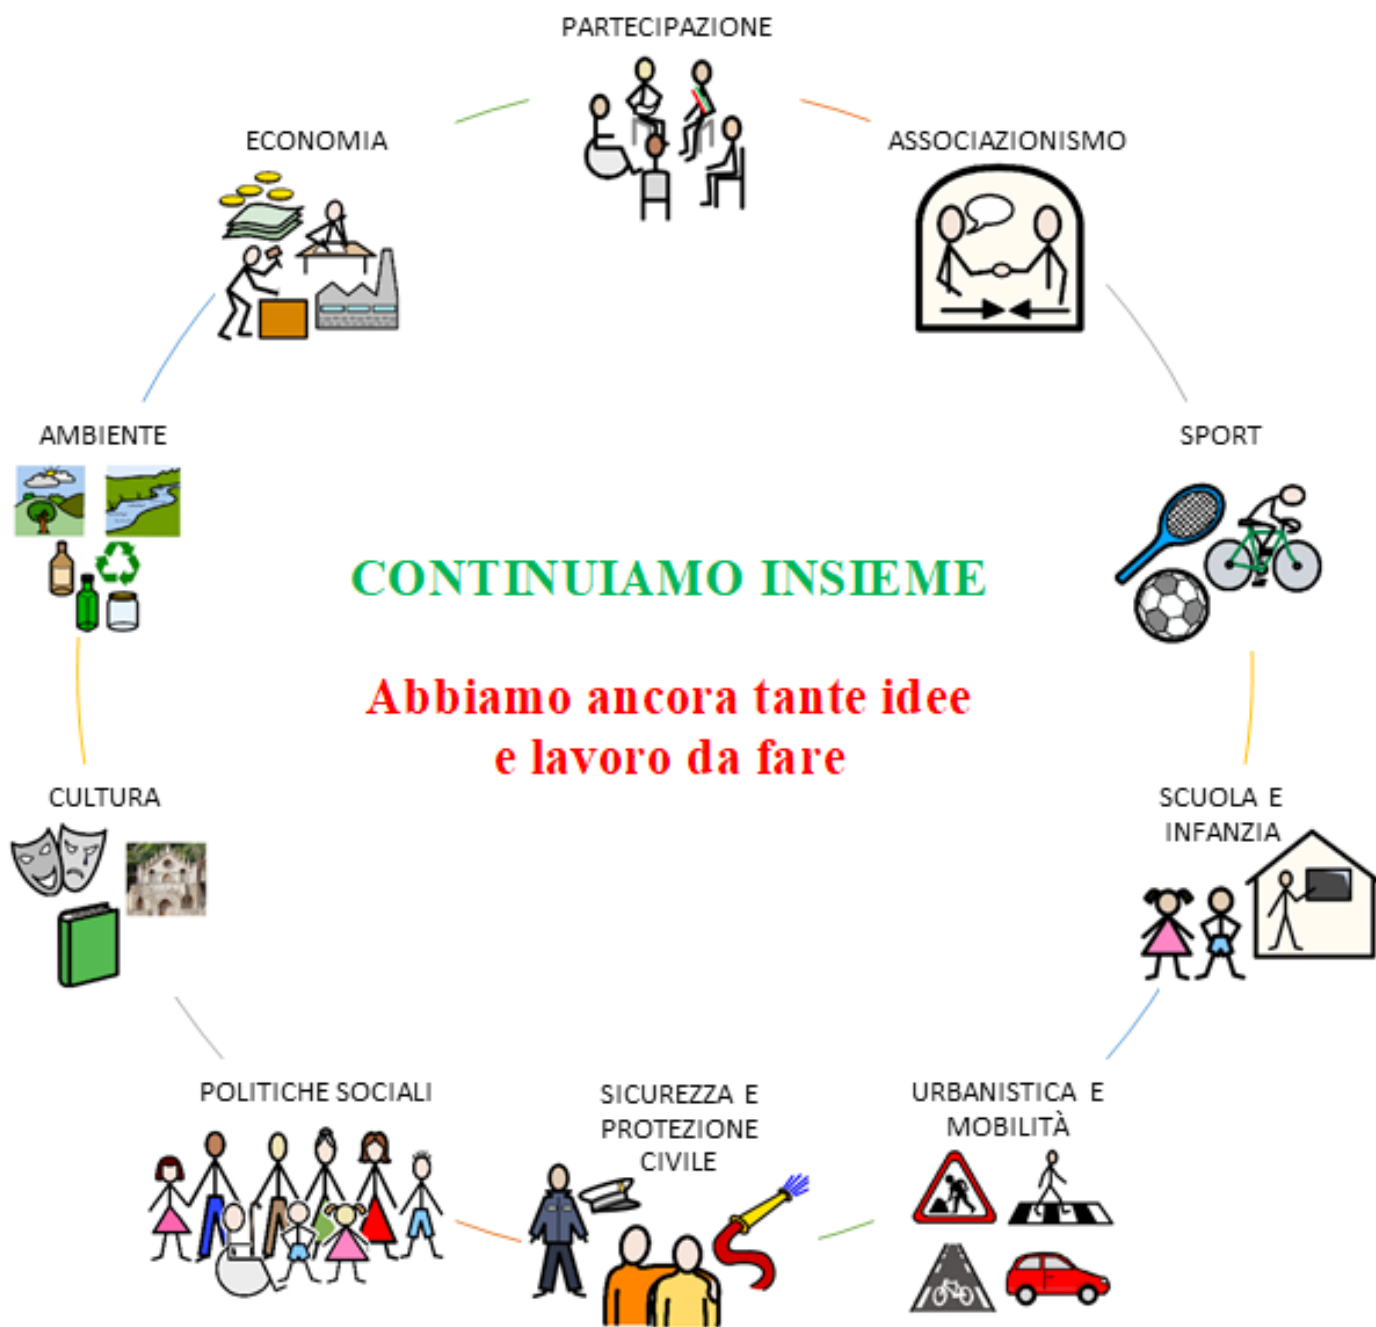 PARTECIPAZIONE
ECONOMIA
ASSOCIAZIONISMO
AMBIENTE
SPORT
CONTINUIAMO INSIEME
Abbiamo ancora tante idee
e lavoro da fare
CULTURA
SCUOLA E
INFANZIA
POLITICHE SOCIALI
SICUREZZA E
PROTEZIONE
CIVILE
URBANISTICA E
MOBILITÀ